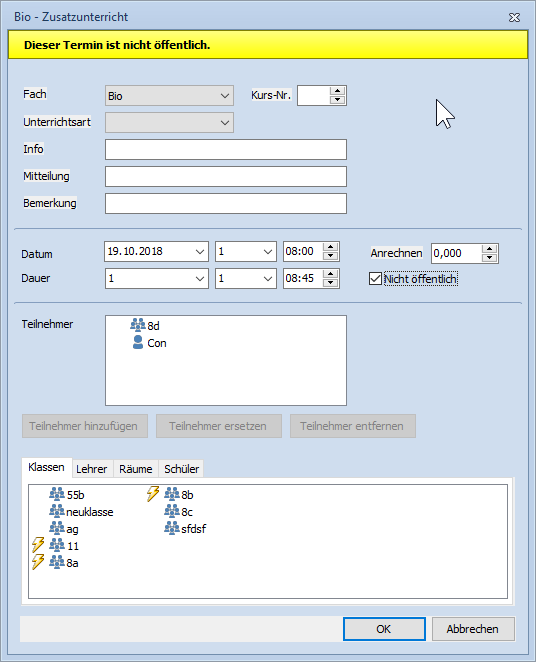 Bio - Zusatzunterricht
Dieser Termin ist nicht öffentlich.
Fach Bio Kurs-Nr.
Unterrichtsart
Info
Mitteilung
Bemerkung
Datum 19.10.2018 1 08:00 Anrechnen 0,000
Dauer 1 1 08:45 Nicht öffentlich
Teilnehmer 8d
Con
Teilnehmer hinzufügen Teilnehmer ersetzen Teilnehmer entfernen
Klassen Lehrer Räume Schüler
55b 8b
neuklasse 8c
ag sfdsf
11
8a
OK Abbrechen